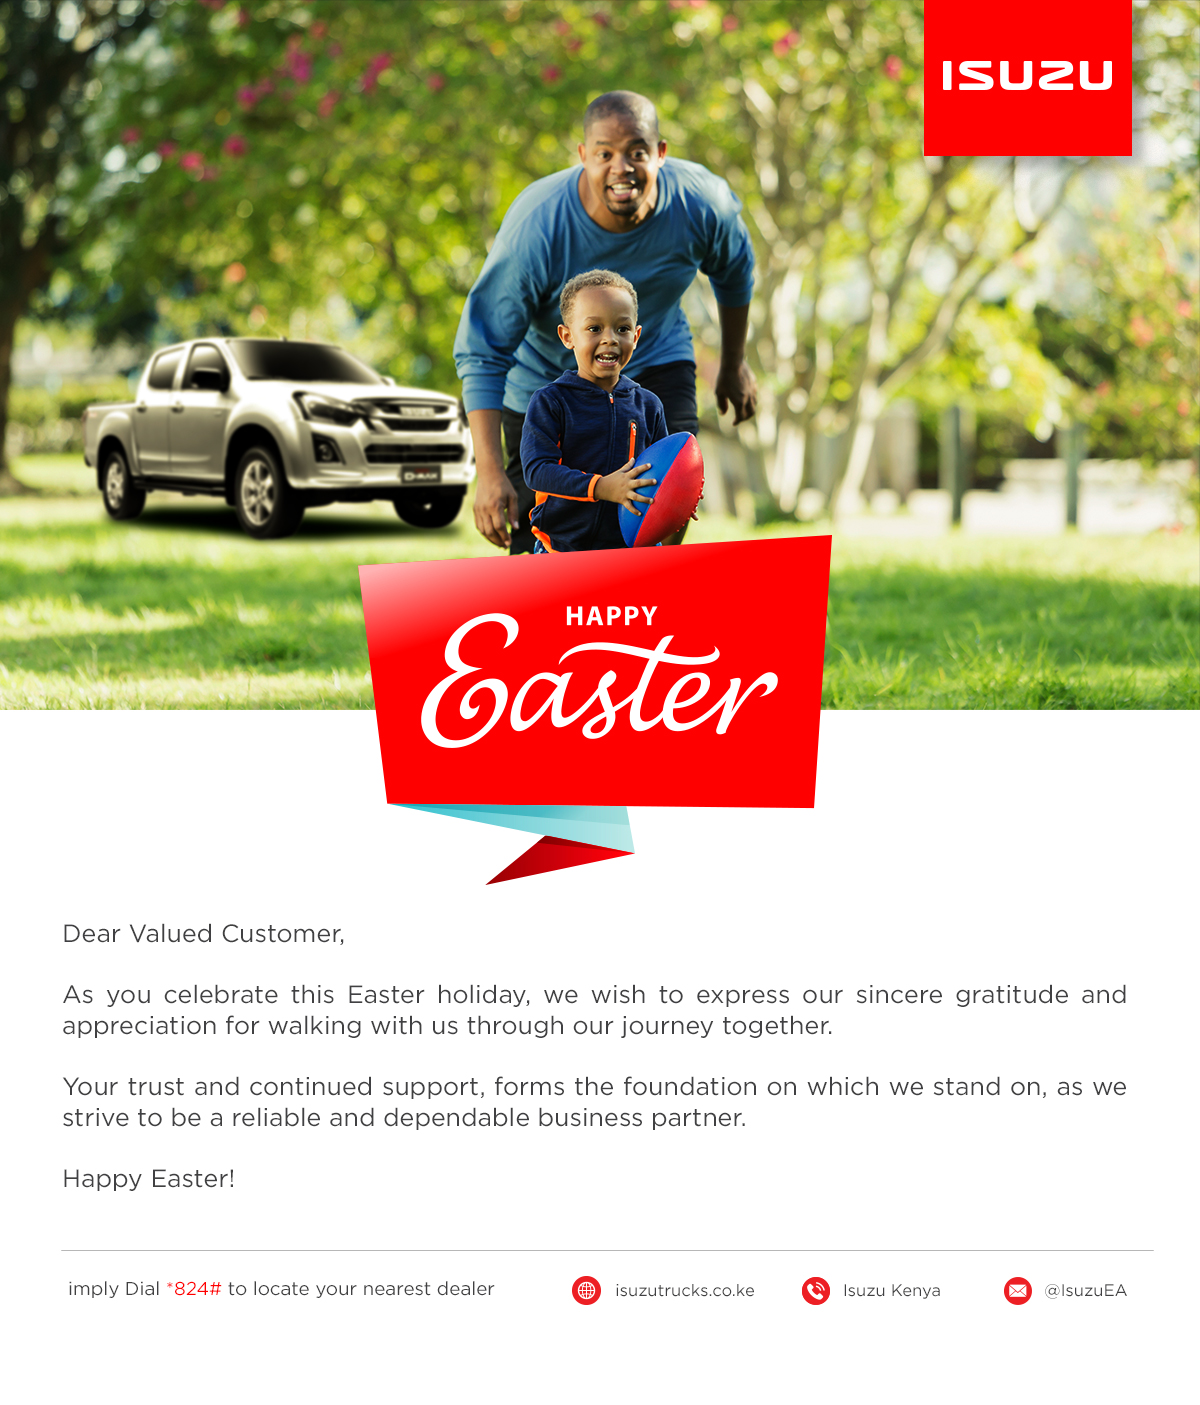 ISUZU
D-MAX
HAPPY
Easter
Dear Valued Customer,
As you celebrate this Easter holiday, we wish to express our sincere gratitude and
appreciation for walking with us through our journey together.
Your trust and continued support, forms the foundation on which we stand on, as we
strive to be a reliable and dependable business partner.
Happy Easter!
imply Dial *824# to locate your nearest dealer
isuzutrucks.co.ke
Isuzu Kenya
@IsuzuEA